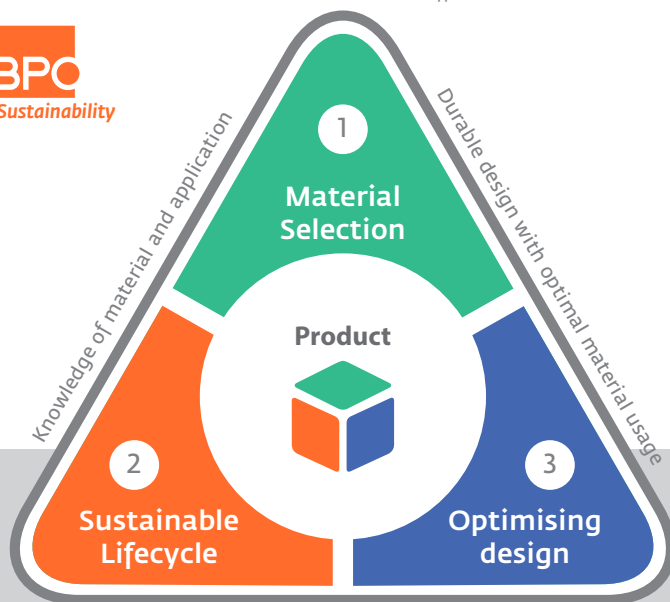 BPO
Sustainability
Knowledge of material and application
Durable design with optimal material usage
1
Material
Selection
Product
2
Sustainable
Lifecycle
3
Optimising
design